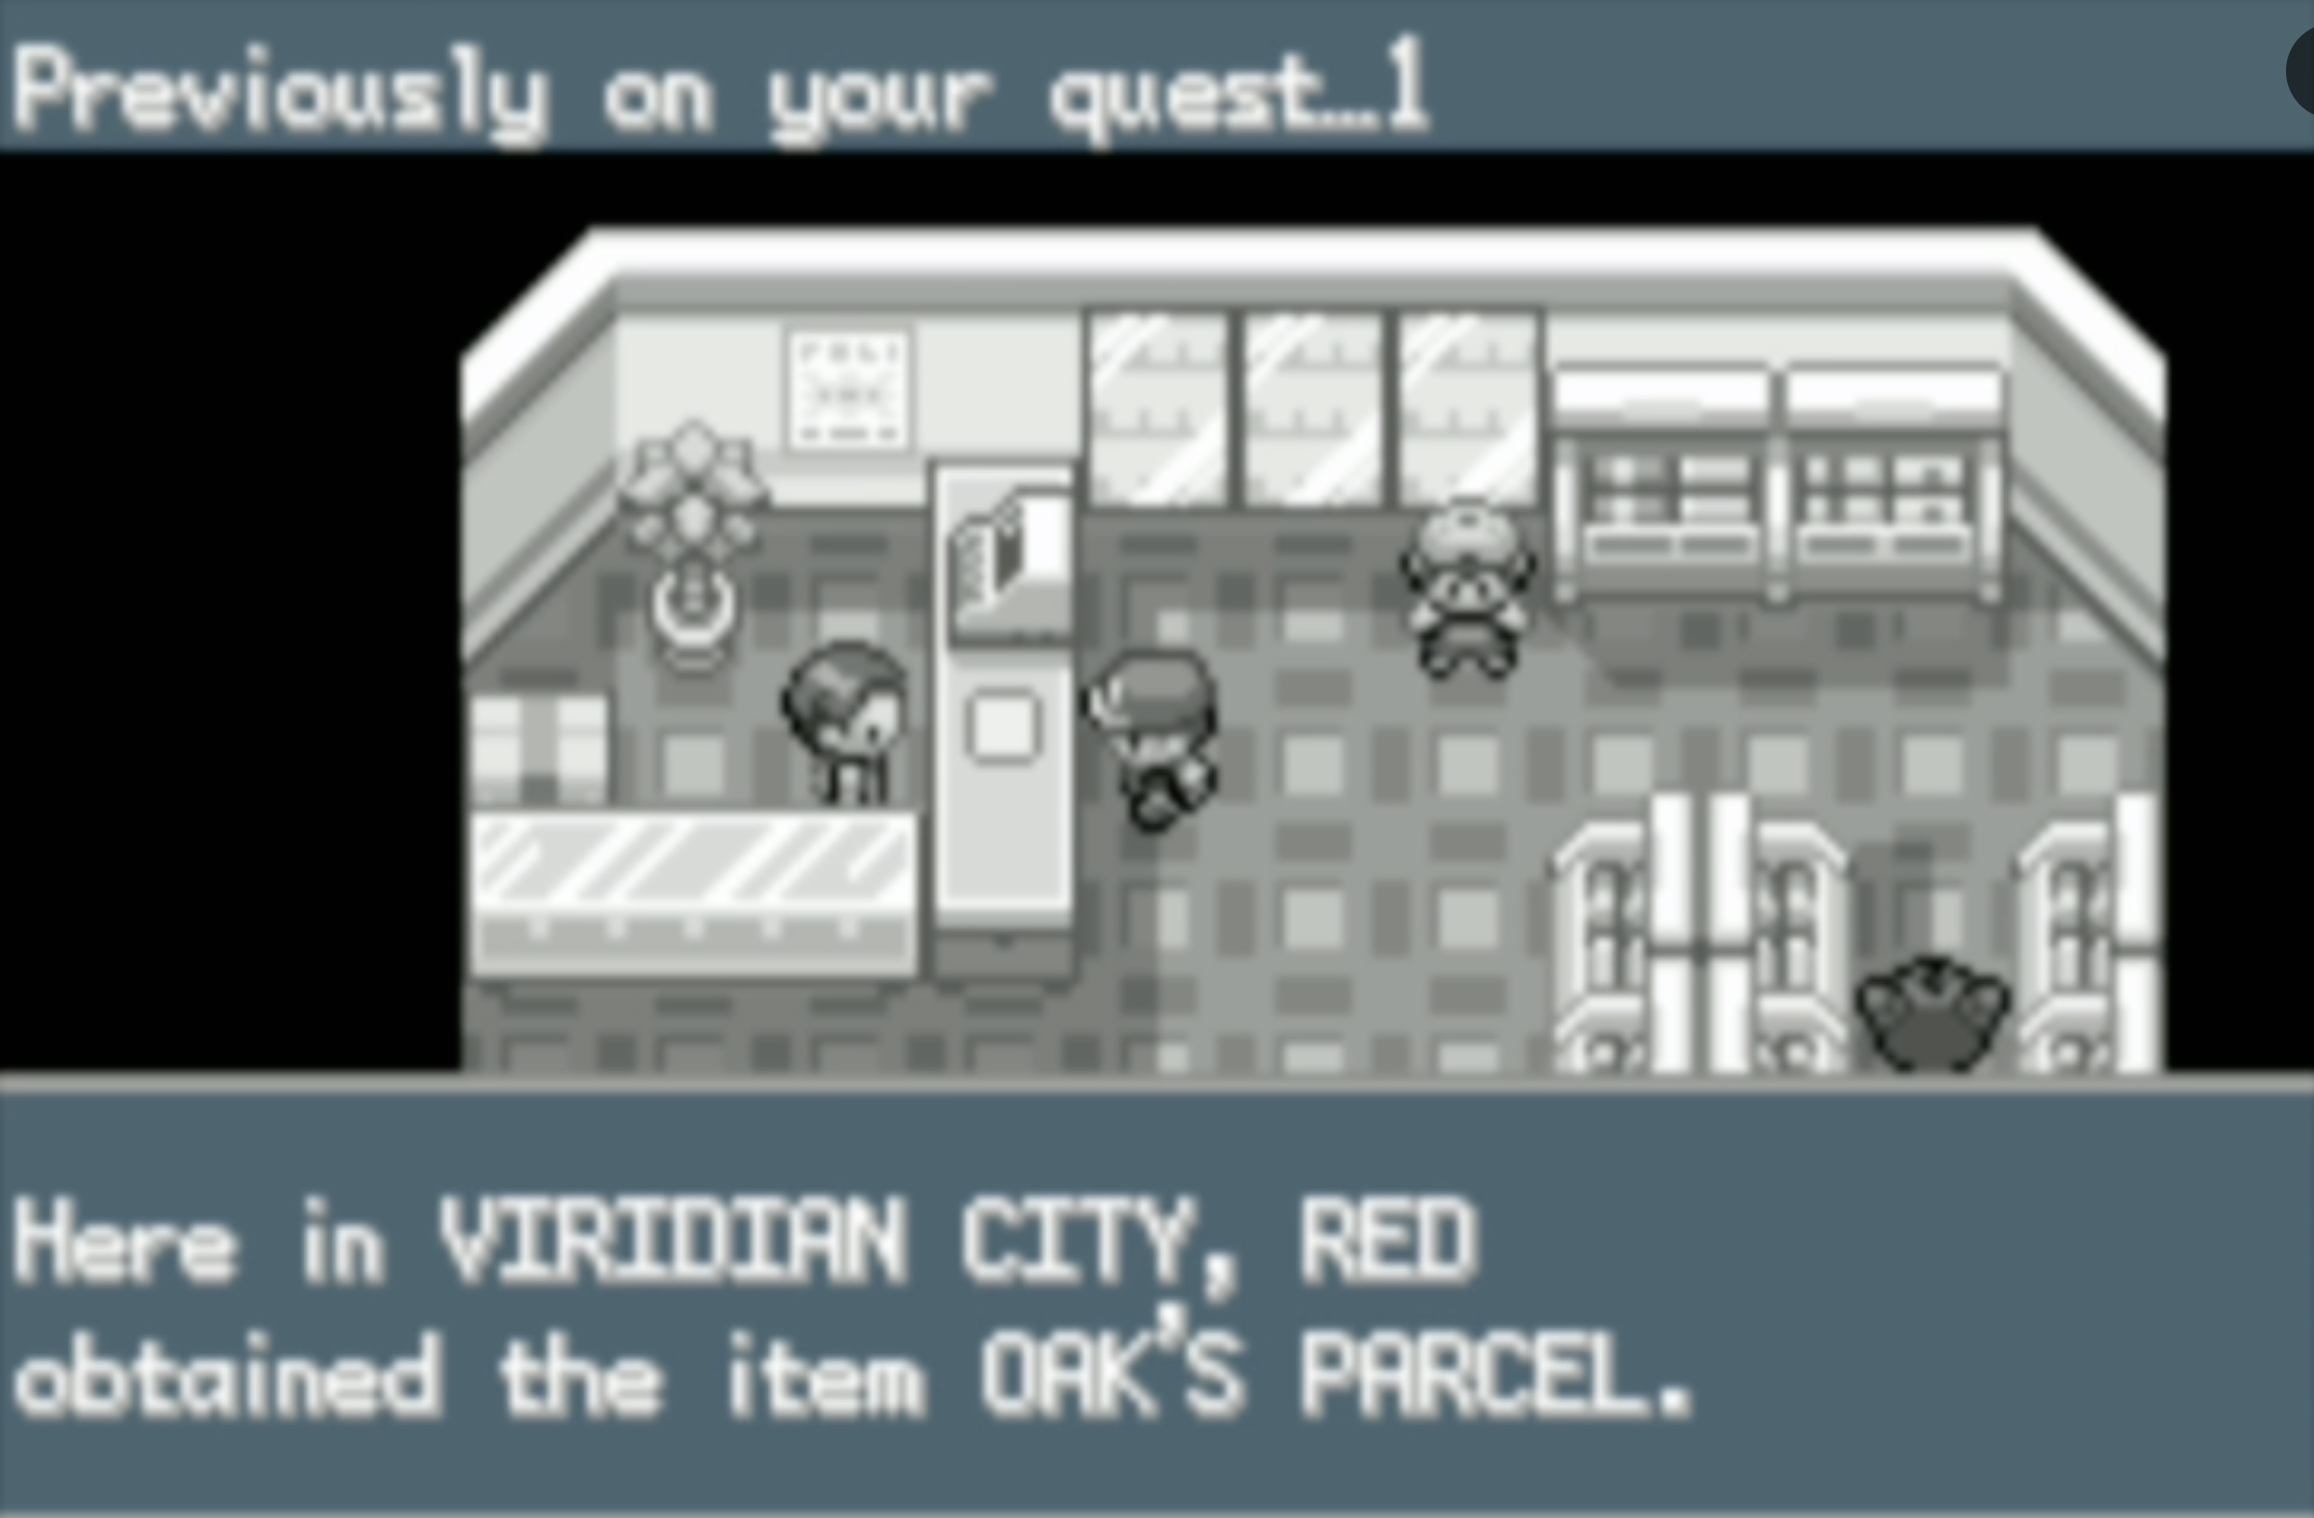 Previously on your quest…1
Here in VIRIDIAN CITY, RED
obtained the item OAK'S PARCEL.